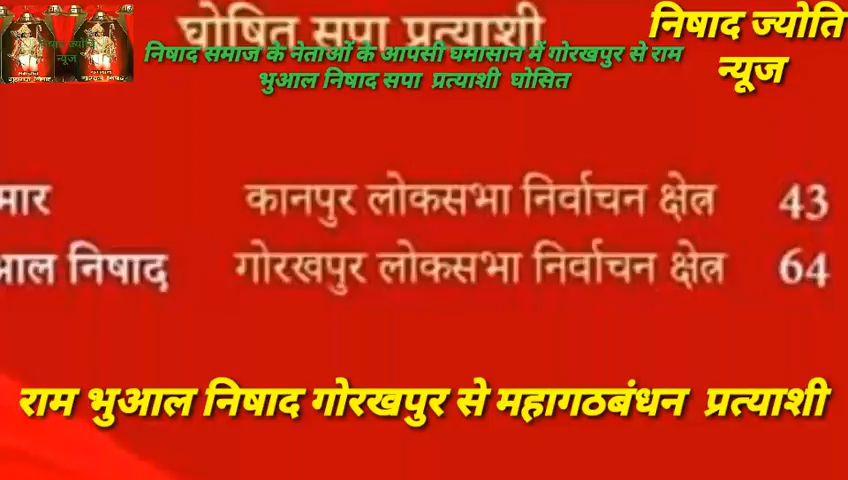 घोषित सपा प्रत्याशी
निषाद ज्योति
न्यूज
निषाद ज्योति
न्यूज
निषाद समाज के नेताओं के आपसी घमासान में गोरखपुर से राम
भुआल निषाद सपा प्रत्याशी घोसित
मार कानपुर लोकसभा निर्वाचन क्षेत्र 43
आल निषाद गोरखपुर लोकसभा निर्वाचन क्षेत्र 64
राम भुआल निषाद गोरखपुर से महागठबंधन प्रत्याशी